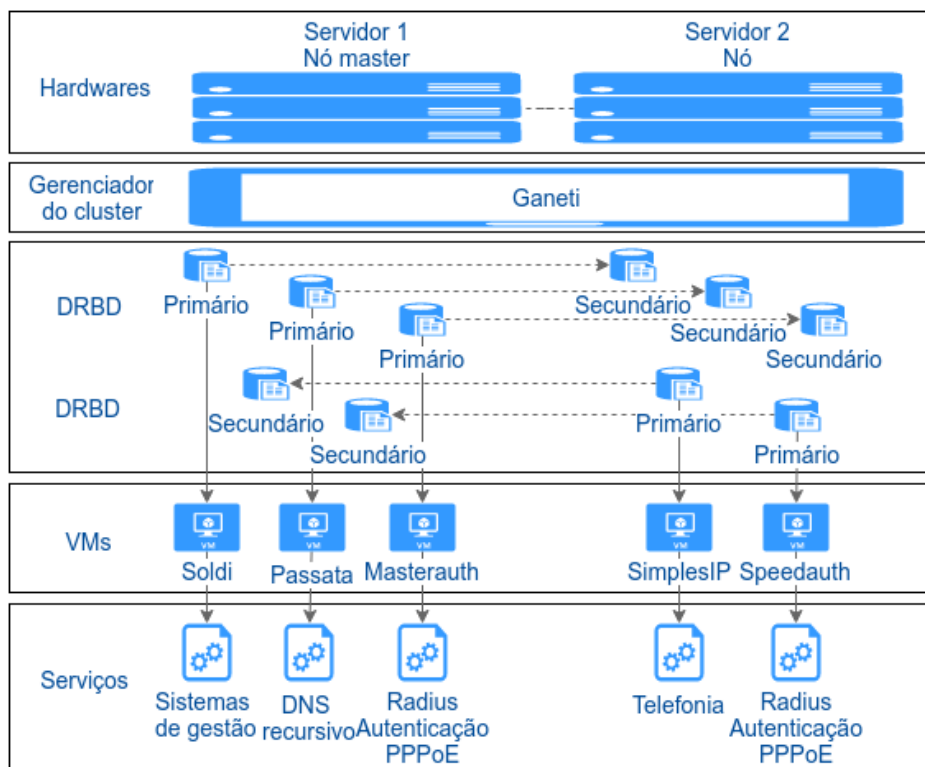 Servidor 1
Nó master
Servidor 2
Nó
Hardwares
Gerenciador
do cluster
Ganeti
DRBD
Primário
Primário
Primário
Secundário
Secundário
Secundário
DRBD
Secundário
Secundário
Primário
Primário
VMs
VM
VM
VM
VM
VM
Soldi
Passata
Masterauth
SimplesIP
Speedauth
Serviços
Sistemas
de gestão
DNS
recursivo
Radius
Autenticação
PPPoE
Telefonia
Radius
Autenticação
PPPoE